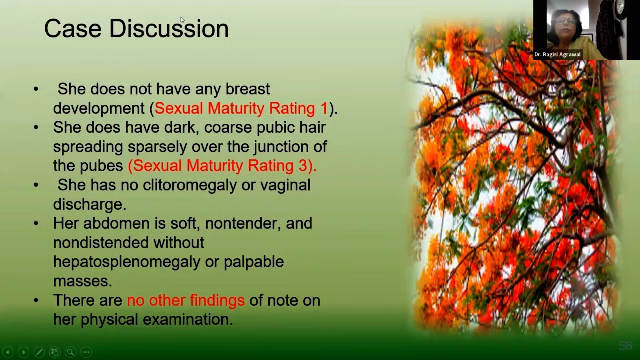 Case Discussion
Dr. Ragini Agrawal
• She does not have any breast
development (Sexual Maturity Rating 1).
• She does have dark, coarse pubic hair
spreading sparsely over the junction of
the pubes (Sexual Maturity Rating 3).
• She has no clitoromegaly or vaginal
discharge.
• Her abdomen is soft, nontender, and
nondistended without
hepatosplenomegaly or palpable
masses.
• There are no other findings of note on
her physical examination.